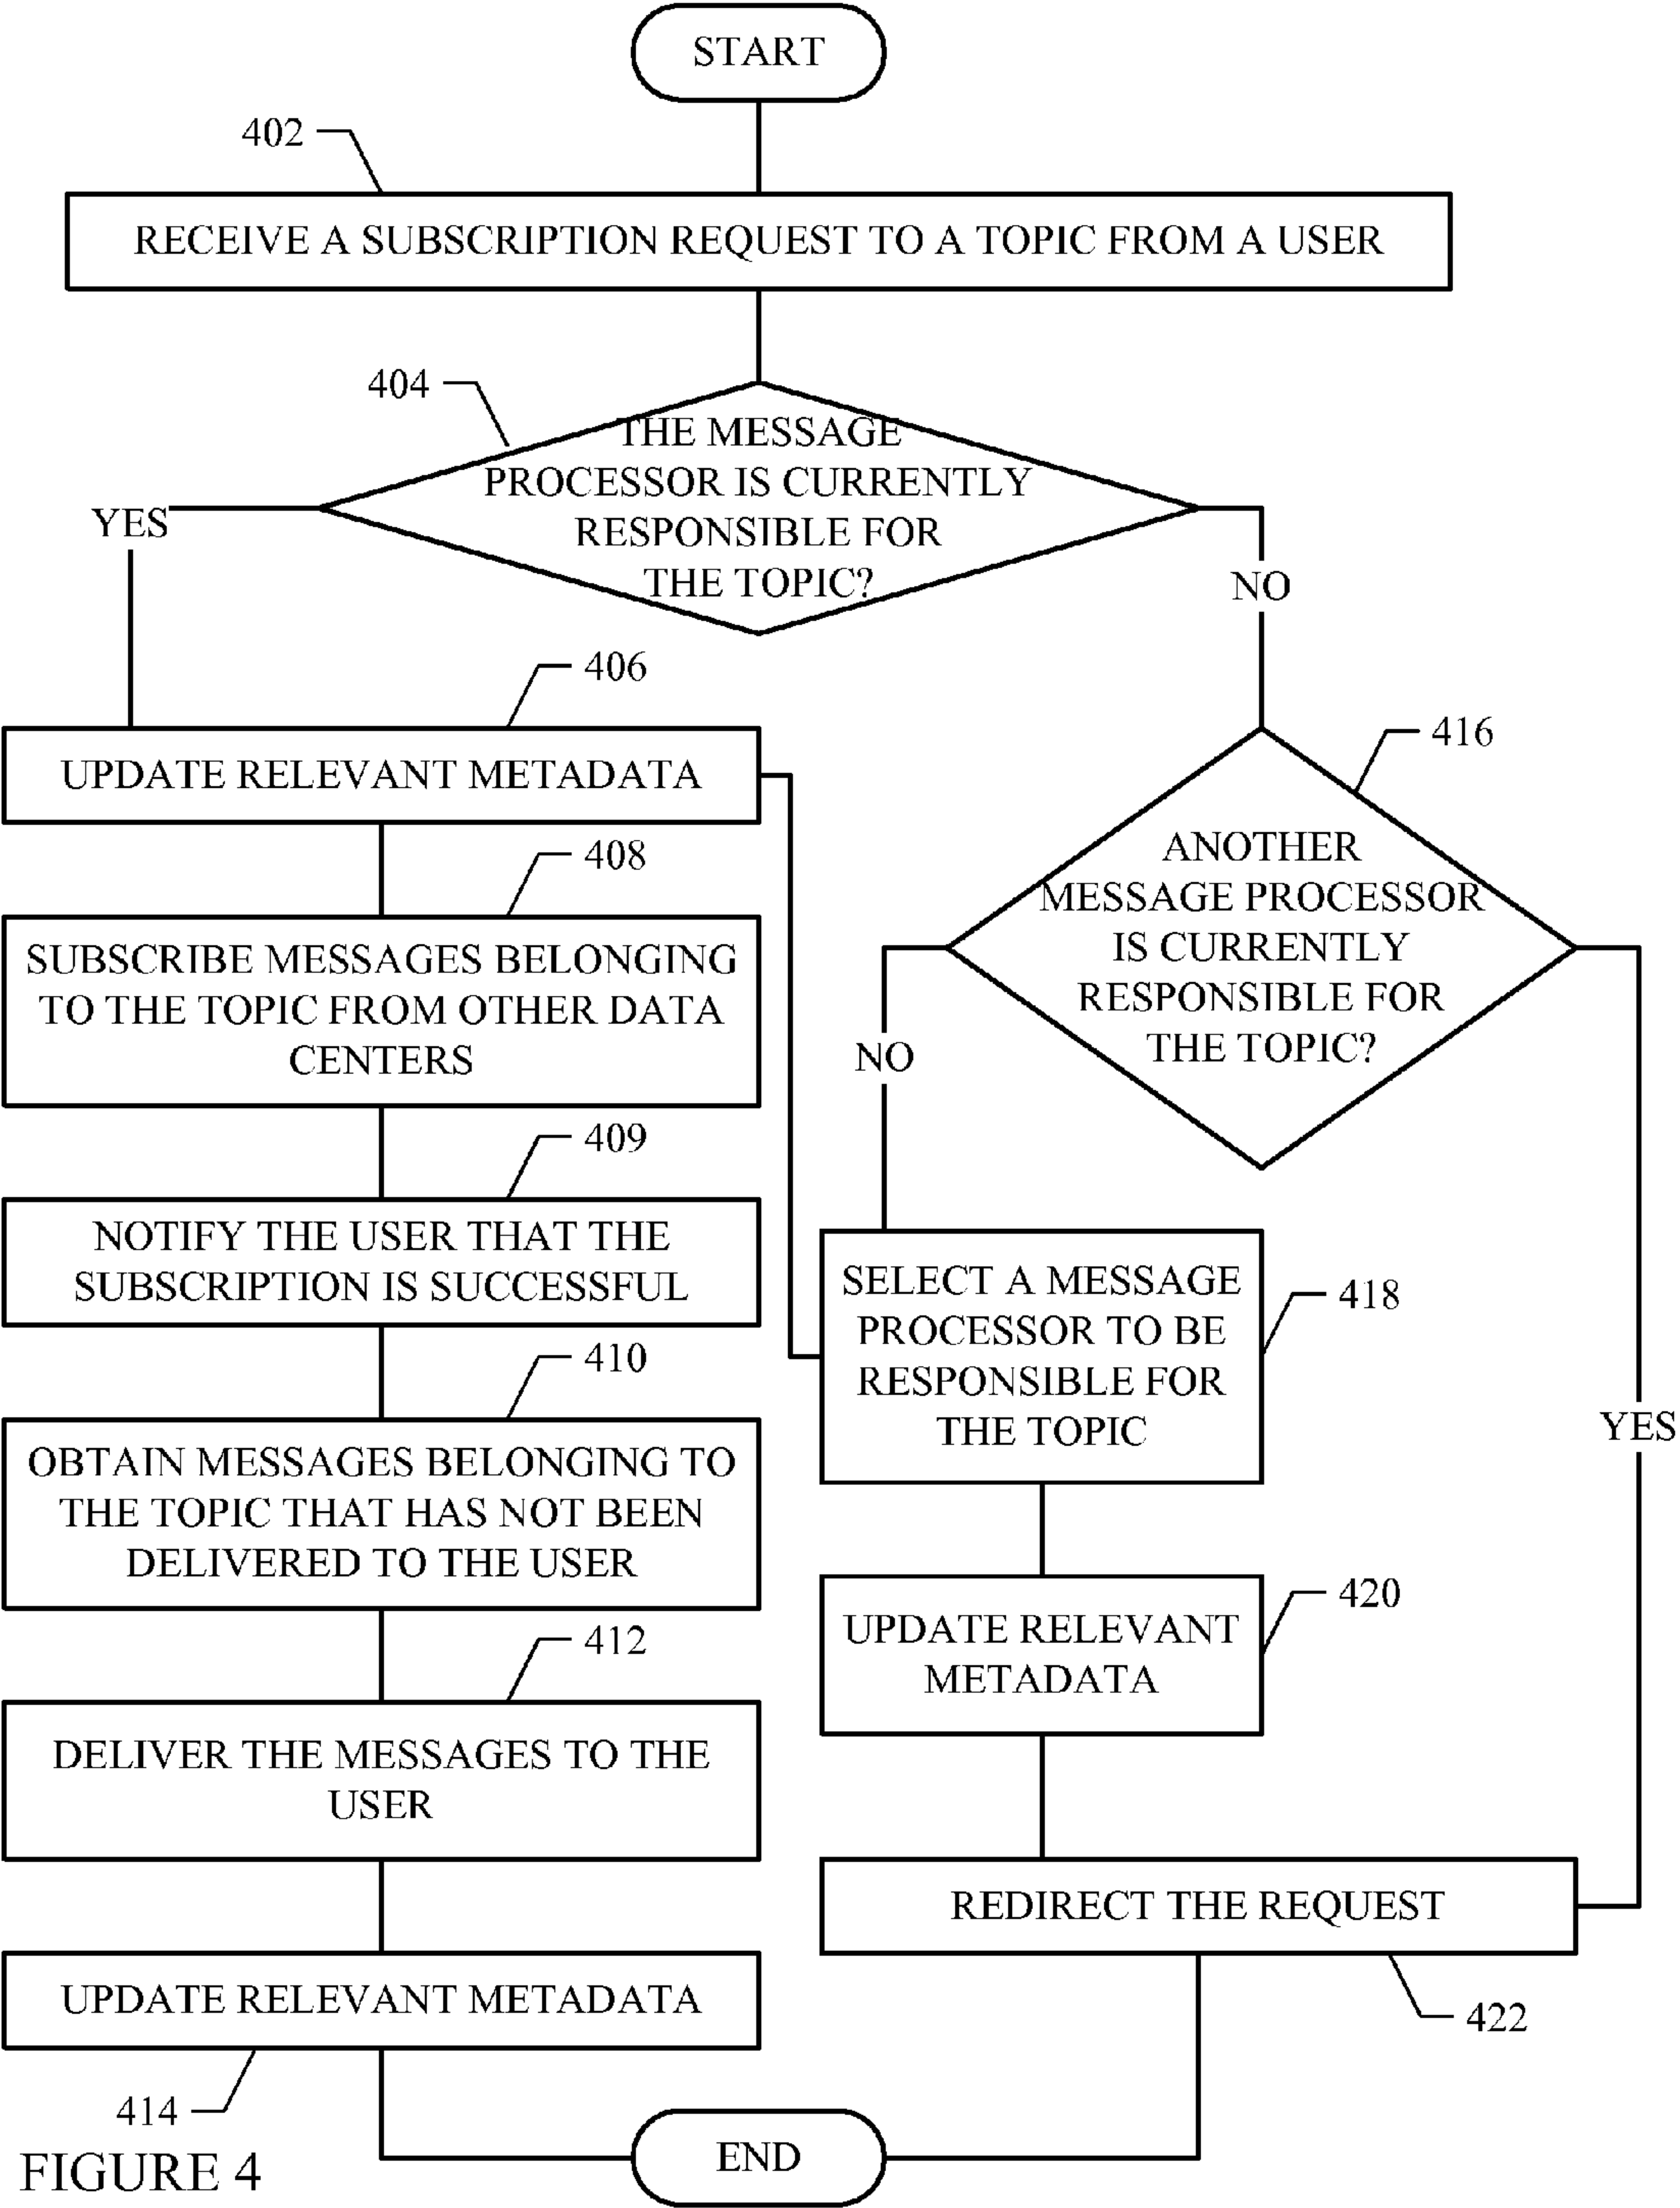 START
402
RECEIVE A SUBSCRIPTION REQUEST TO A TOPIC FROM A USER
404
THE MESSAGE
PROCESSOR IS CURRENTLY
RESPONSIBLE FOR
THE TOPIC?
YES
NO
406
UPDATE RELEVANT METADATA
408
SUBSCRIBE MESSAGES BELONGING
TO THE TOPIC FROM OTHER DATA
CENTERS
409
NOTIFY THE USER THAT THE
SUBSCRIPTION IS SUCCESSFUL
410
OBTAIN MESSAGES BELONGING TO
THE TOPIC THAT HAS NOT BEEN
DELIVERED TO THE USER
412
DELIVER THE MESSAGES TO THE
USER
UPDATE RELEVANT METADATA
414
416
ANOTHER
MESSAGE PROCESSOR
IS CURRENTLY
RESPONSIBLE FOR
THE TOPIC?
NO
YES
SELECT A MESSAGE
PROCESSOR TO BE
RESPONSIBLE FOR
THE TOPIC
418
420
UPDATE RELEVANT
METADATA
REDIRECT THE REQUEST
422
END
FIGURE 4